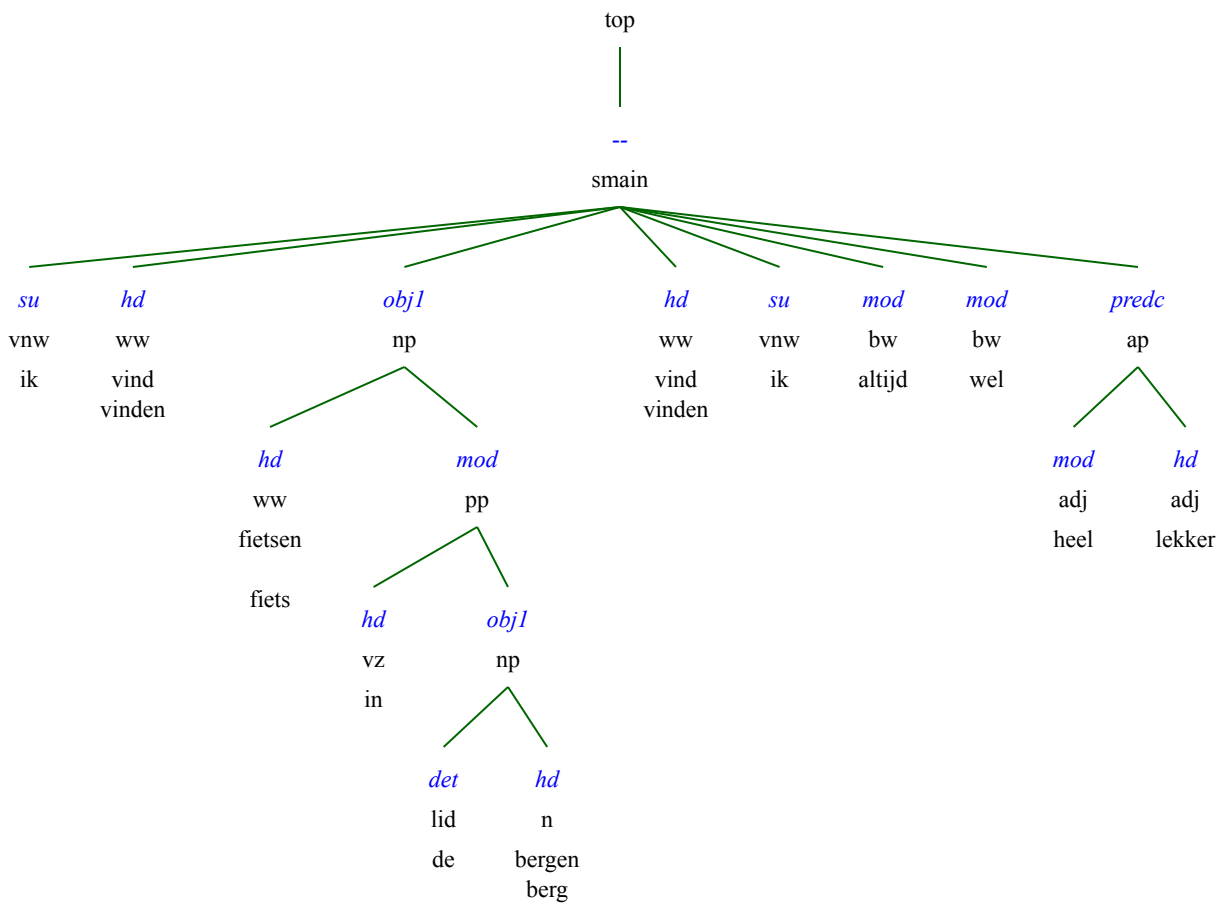 top
--
smain
su hd obj1 hd su mod mod predc
vnw ww np ww vnw bw bw ap
ik vind vind ik altijd wel
vinden vinden
hd mod mod hd
ww pp adj adj
fietsen heel lekker
fiets
hd obj1
vz np
in
det hd
lid n
de bergen
berg